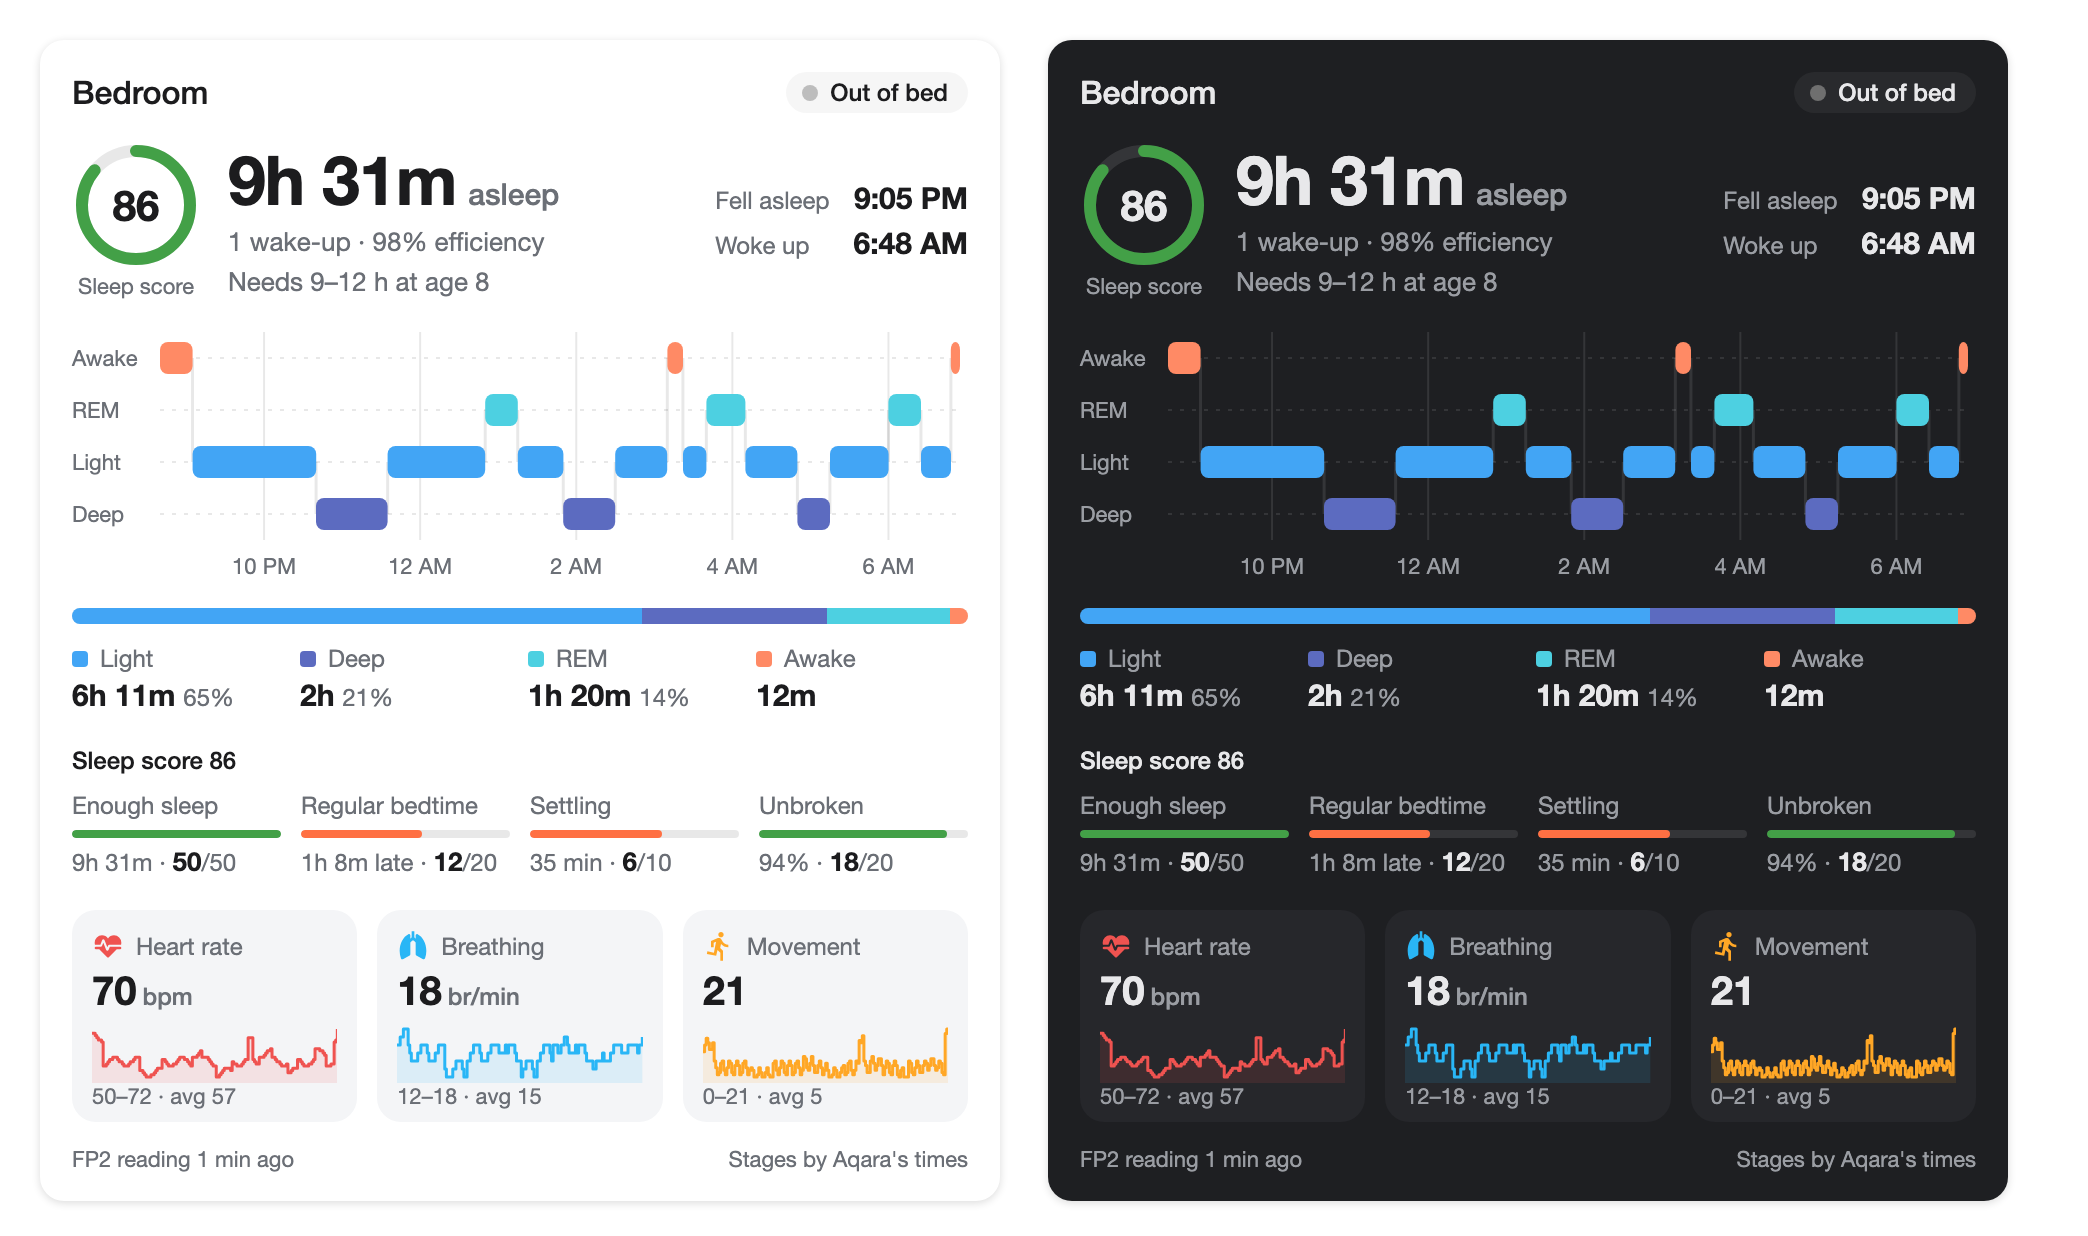 Bedroom
Out of bed
86
Sleep score
9h 31m asleep
1 wake-up · 98% efficiency
Needs 9–12 h at age 8
Fell asleep 9:05 PM
Woke up 6:48 AM
Awake
REM
Light
Deep
10 PM 12 AM 2 AM 4 AM 6 AM
Light Deep REM Awake
6h 11m 65% 2h 21% 1h 20m 14% 12m
Sleep score 86
Enough sleep Regular bedtime Settling Unbroken
9h 31m · 50/50 1h 8m late · 12/20 35 min · 6/10 94% · 18/20
Heart rate Breathing Movement
70 bpm 18 br/min 21
50–72 · avg 57 12–18 · avg 15 0–21 · avg 5
FP2 reading 1 min ago Stages by Aqara's times
Bedroom
Out of bed
86
Sleep score
9h 31m asleep
1 wake-up · 98% efficiency
Needs 9–12 h at age 8
Fell asleep 9:05 PM
Woke up 6:48 AM
Awake
REM
Light
Deep
10 PM 12 AM 2 AM 4 AM 6 AM
Light Deep REM Awake
6h 11m 65% 2h 21% 1h 20m 14% 12m
Sleep score 86
Enough sleep Regular bedtime Settling Unbroken
9h 31m · 50/50 1h 8m late · 12/20 35 min · 6/10 94% · 18/20
Heart rate Breathing Movement
70 bpm 18 br/min 21
50–72 · avg 57 12–18 · avg 15 0–21 · avg 5
FP2 reading 1 min ago Stages by Aqara's times